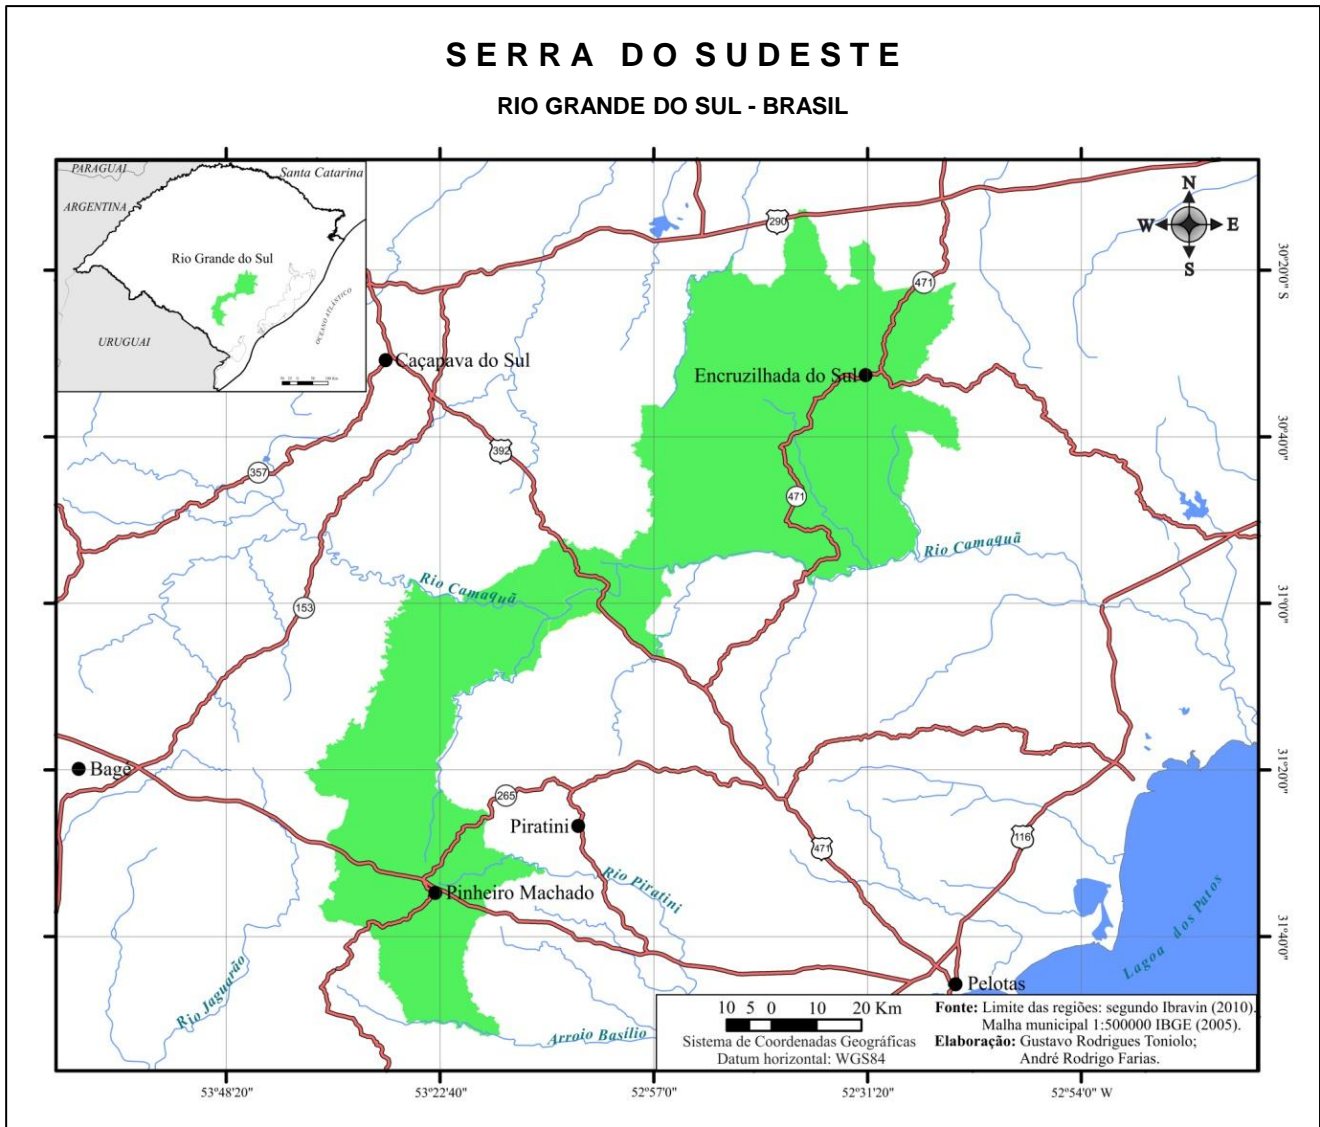 SERRA DO SUDESTE
RIO GRANDE DO SUL - BRASIL
PARAGUAI
Santa Catarina
ARGENTINA
Rio Grande do Sul
OCEANO ATLÂNTICO
URUGUAI
N
W E
S
290
471
30°20'0" S
Caçapava do Sul
Encruzilhada do Sul
30°40'0"
392
357
471
Rio Camaquã
Rio Camaquã
153
31°0'0"
Bagé
31°20'0"
265
Piratini
471
116
Rio Piratini
Pinheiro Machado
31°40'0"
Lagoa dos Patos
Rio Jaguarão
Pelotas
Arroio Basílio
10 5 0 10 20 Km
Sistema de Coordenadas Geográficas
Datum horizontal: WGS84
Fonte: Limite das regiões: segundo Ibravin (2010).
Malha municipal 1:500000 IBGE (2005).
Elaboração: Gustavo Rodrigues Toniolo;
André Rodrigo Farias.
53°48'20" 53°22'40" 52°57'0" 52°31'20" 52°54'0" W